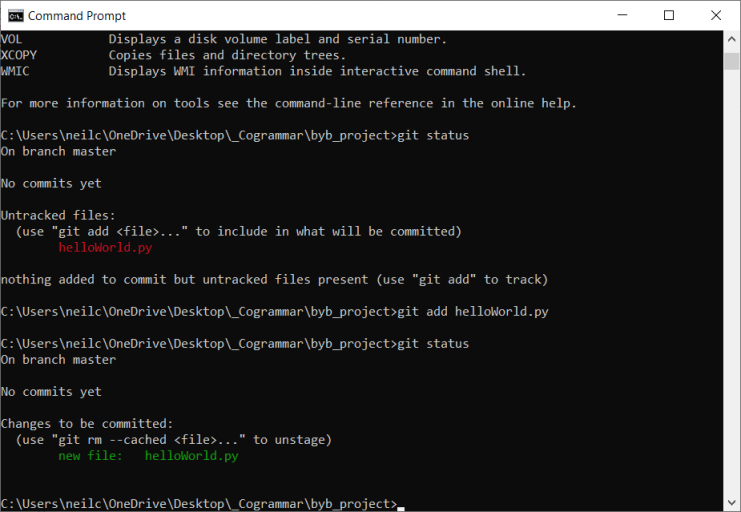 Command Prompt
VOL            Displays a disk volume label and serial number.
XCOPY          Copies files and directory trees.
WMIC           Displays WMI information inside interactive command shell.
For more information on tools see the command-line reference in the online help.
C:\Users\neilc\OneDrive\Desktop\_Cogrammar\byb_project>git status
On branch master
No commits yet
Untracked files:
  (use "git add <file>..." to include in what will be committed)
        helloWorld.py
nothing added to commit but untracked files present (use "git add" to track)
C:\Users\neilc\OneDrive\Desktop\_Cogrammar\byb_project>git add helloWorld.py
C:\Users\neilc\OneDrive\Desktop\_Cogrammar\byb_project>git status
On branch master
No commits yet
Changes to be committed:
  (use "git rm --cached <file>..." to unstage)
        new file:   helloWorld.py
C:\Users\neilc\OneDrive\Desktop\_Cogrammar\byb_project>